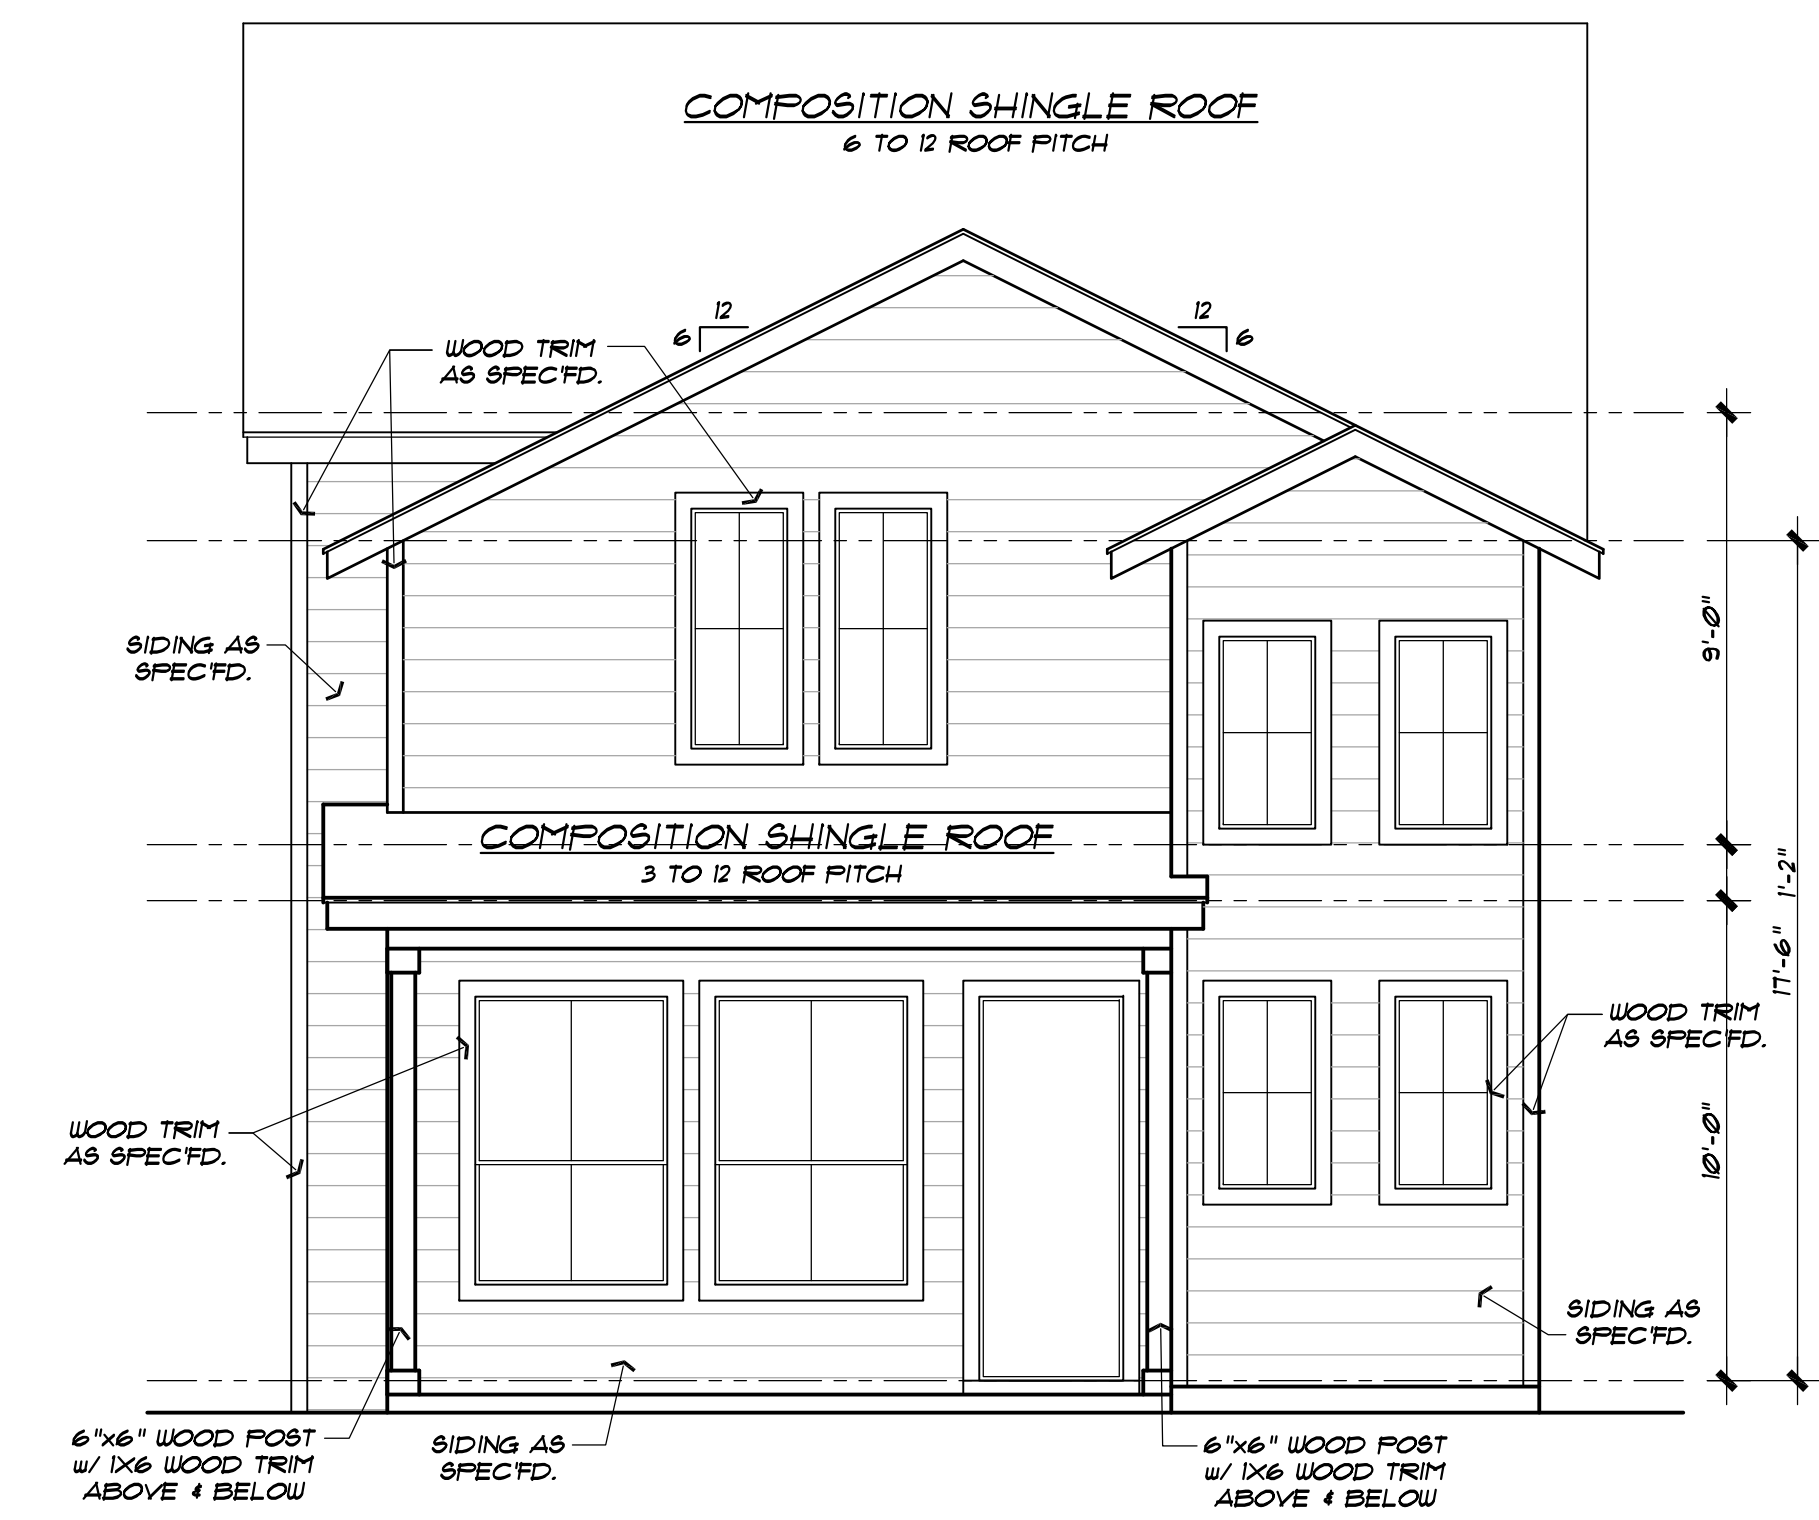 COMPOSITION SHINGLE ROOF
6 TO 12 ROOF PITCH
12
6
12
6
WOOD TRIM
AS SPEC'FD.
SIDING AS
SPEC'FD.
9'-0"
COMPOSITION SHINGLE ROOF
3 TO 12 ROOF PITCH
1'-2"
17'-6"
WOOD TRIM
AS SPEC'FD.
10'-0"
WOOD TRIM
AS SPEC'FD.
SIDING AS
SPEC'FD.
6"x6" WOOD POST
w/ 1X6 WOOD TRIM
ABOVE & BELOW
SIDING AS
SPEC'FD.
6"x6" WOOD POST
w/ 1X6 WOOD TRIM
ABOVE & BELOW